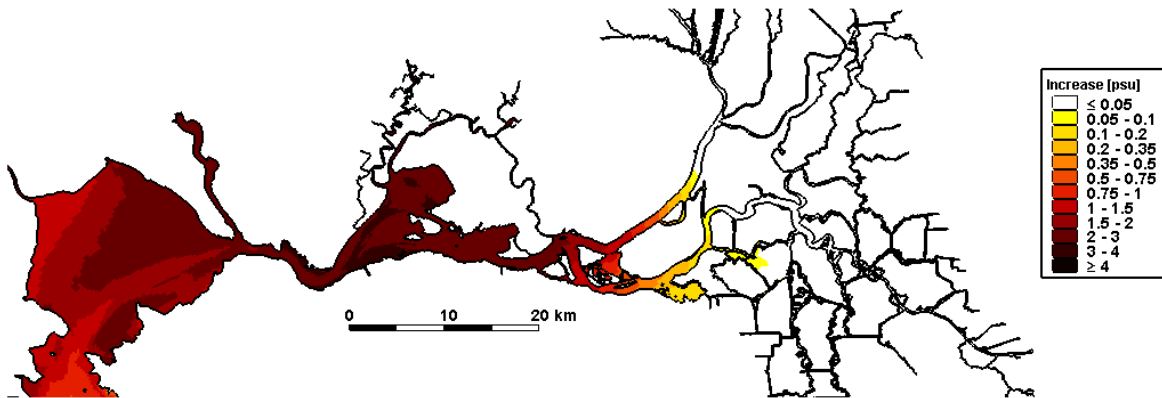 Increase [psu]
≤ 0.05
0.05 - 0.1
0.1 - 0.2
0.2 - 0.35
0.35 - 0.5
0.5 - 0.75
0.75 - 1
1 - 1.5
1.5 - 2
2 - 3
3 - 4
≥ 4
0 10 20 km